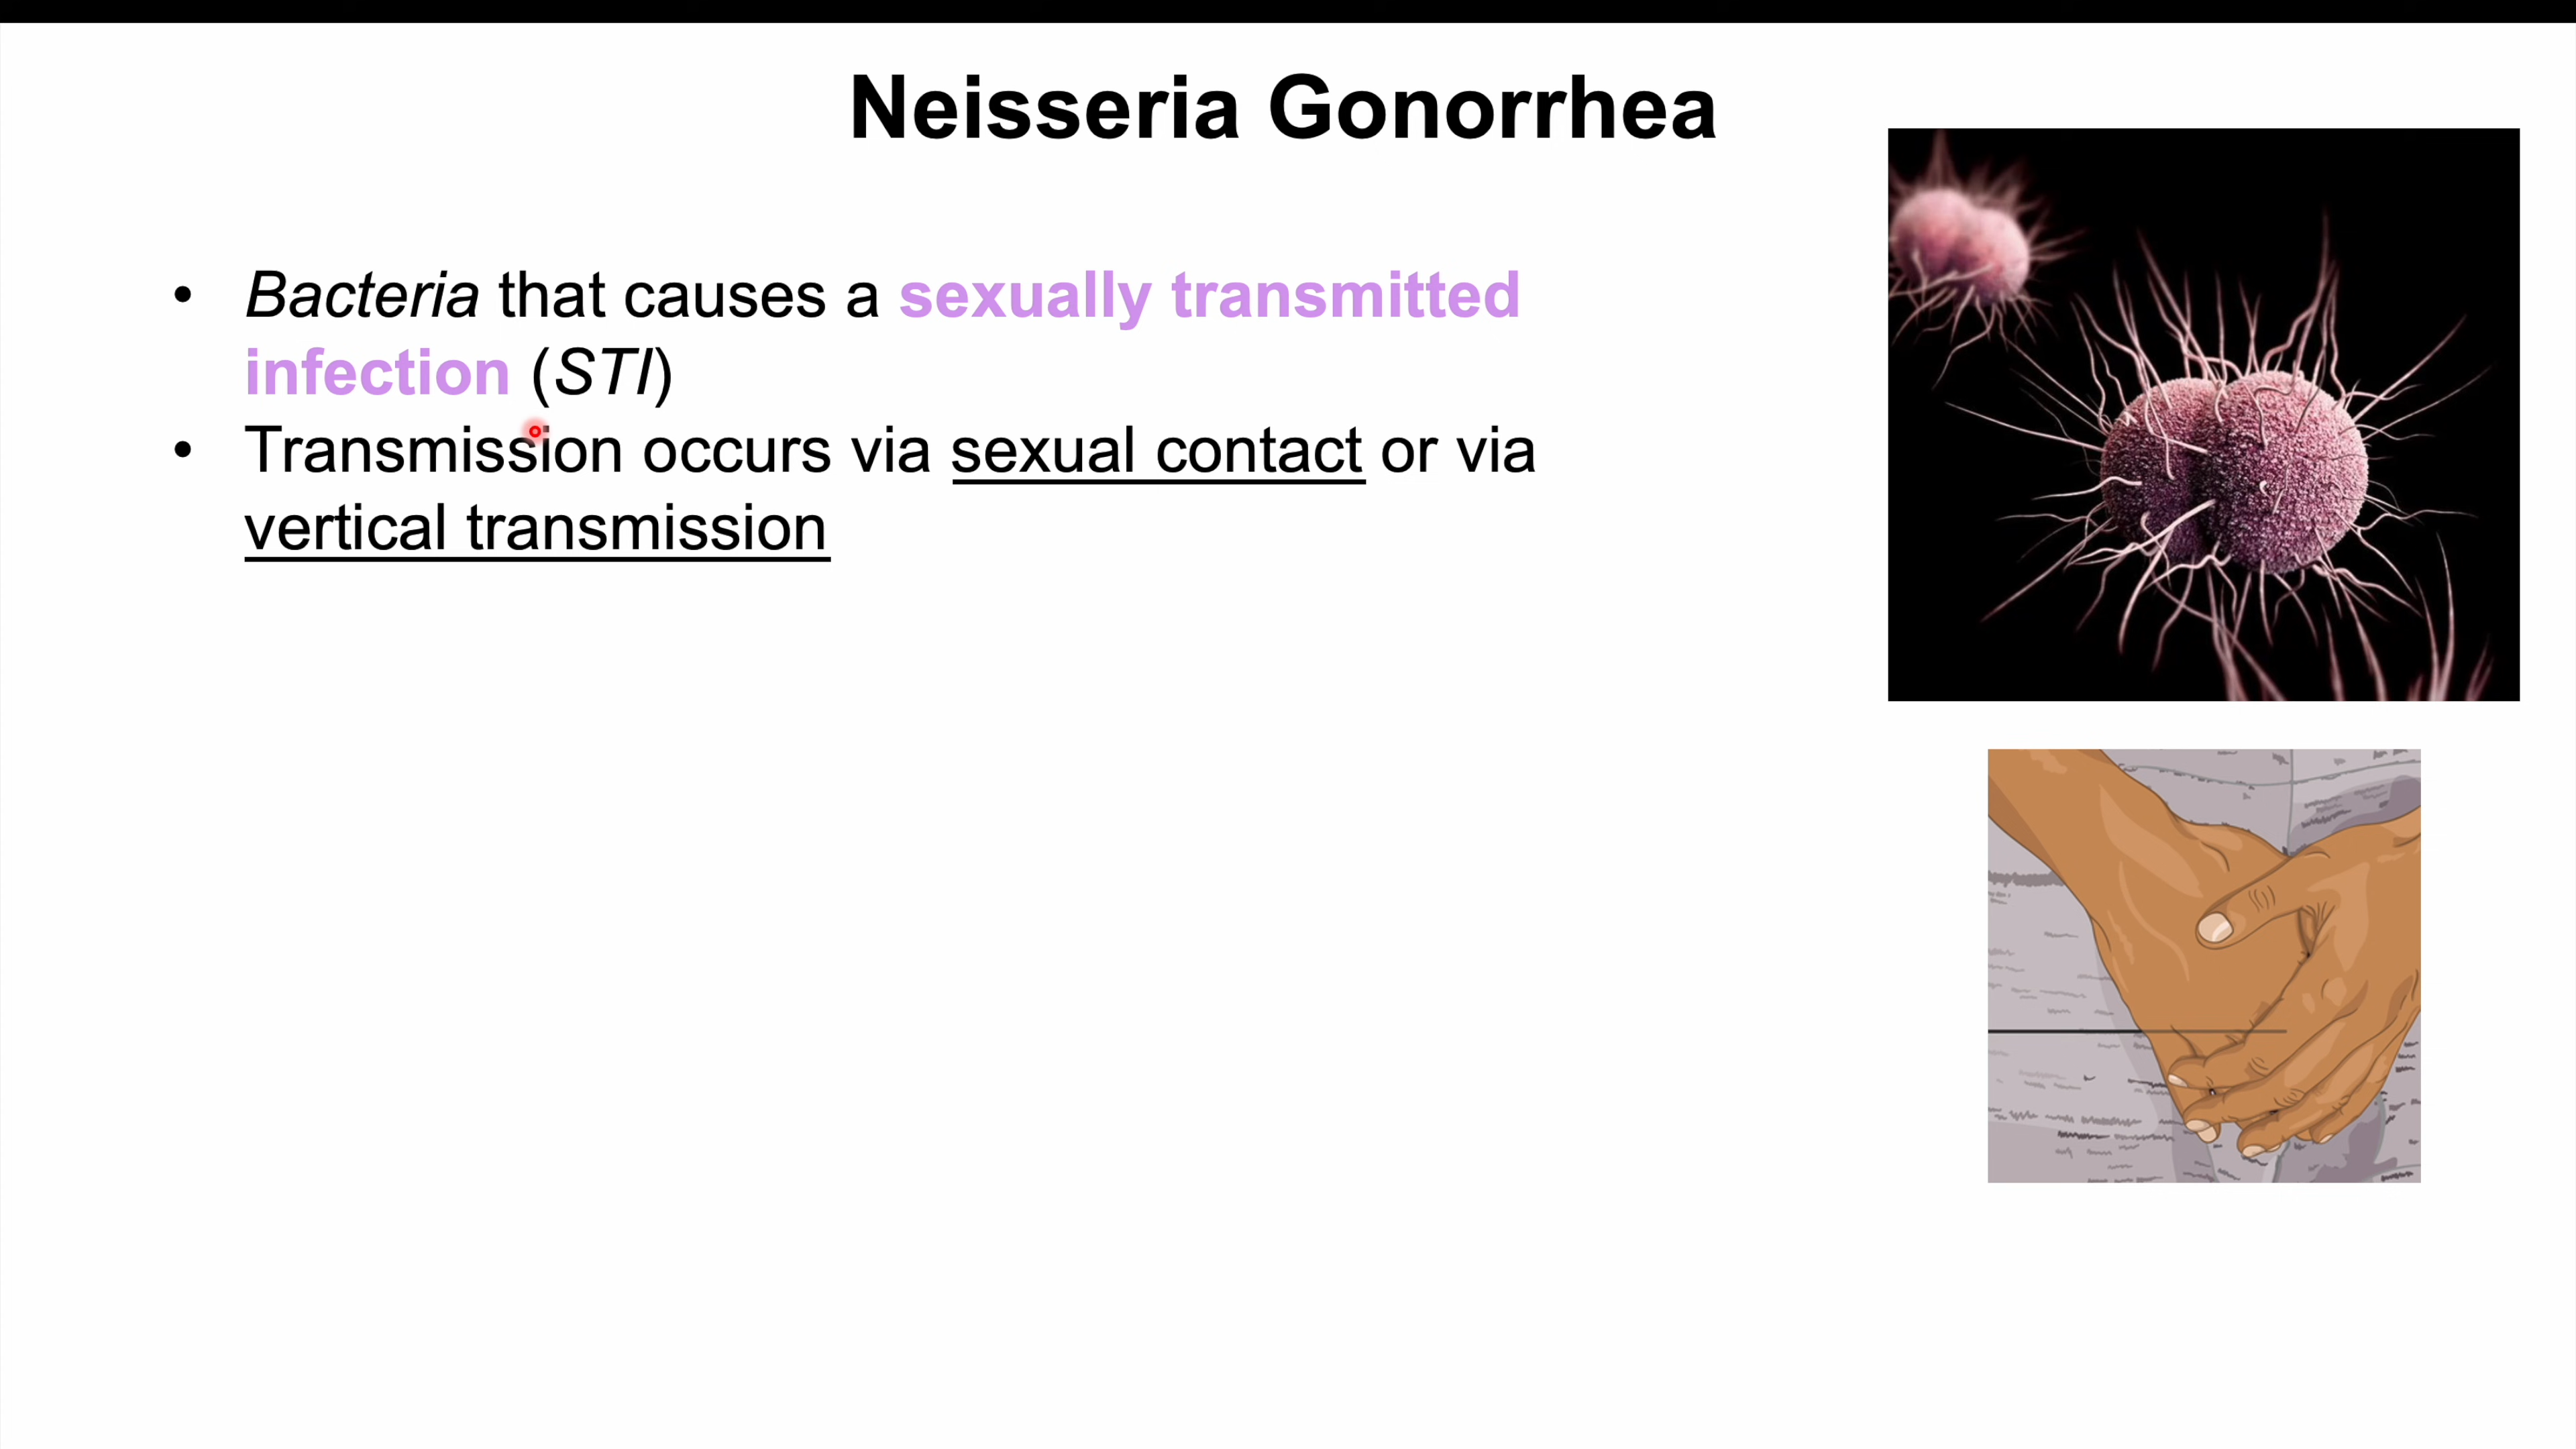 Neisseria Gonorrhea
• Bacteria that causes a sexually transmitted
infection (STI)
• Transmission occurs via sexual contact or via
vertical transmission